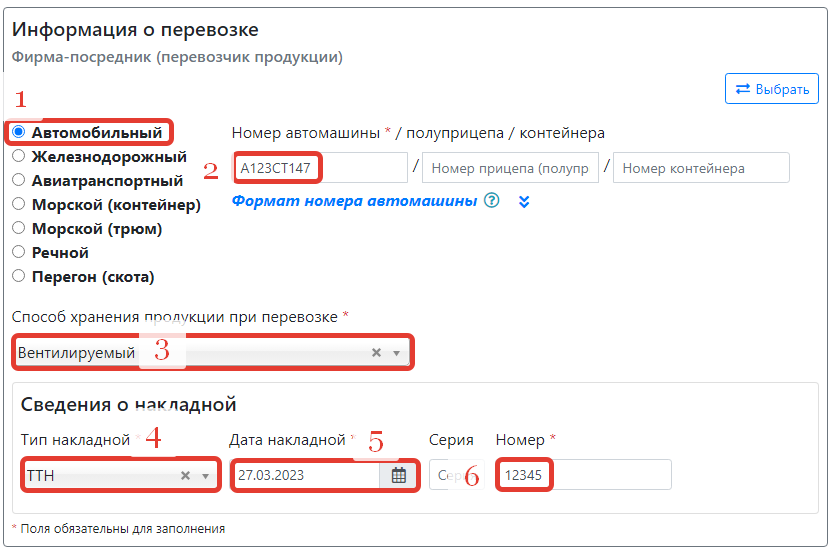 Информация о перевозке
Фирма-посредник (перевозчик продукции)
Выбрать
1
Автомобильный
Номер автомашины * / полуприцепа / контейнера
Железнодорожный
2
А123СТ147 / Номер прицепа (полупр / Номер контейнера
Авиатранспортный
Морской (контейнер)
Формат номера автомашины ?
Морской (трюм)
Речной
Перегон (скота)
Способ хранения продукции при перевозке *
Вентилируемый 3
Сведения о накладной
Тип накладной 4 Дата накладной * 5 Серия Номер *
ТТН 27.03.2023 Серия 6 12345
* Поля обязательны для заполнения